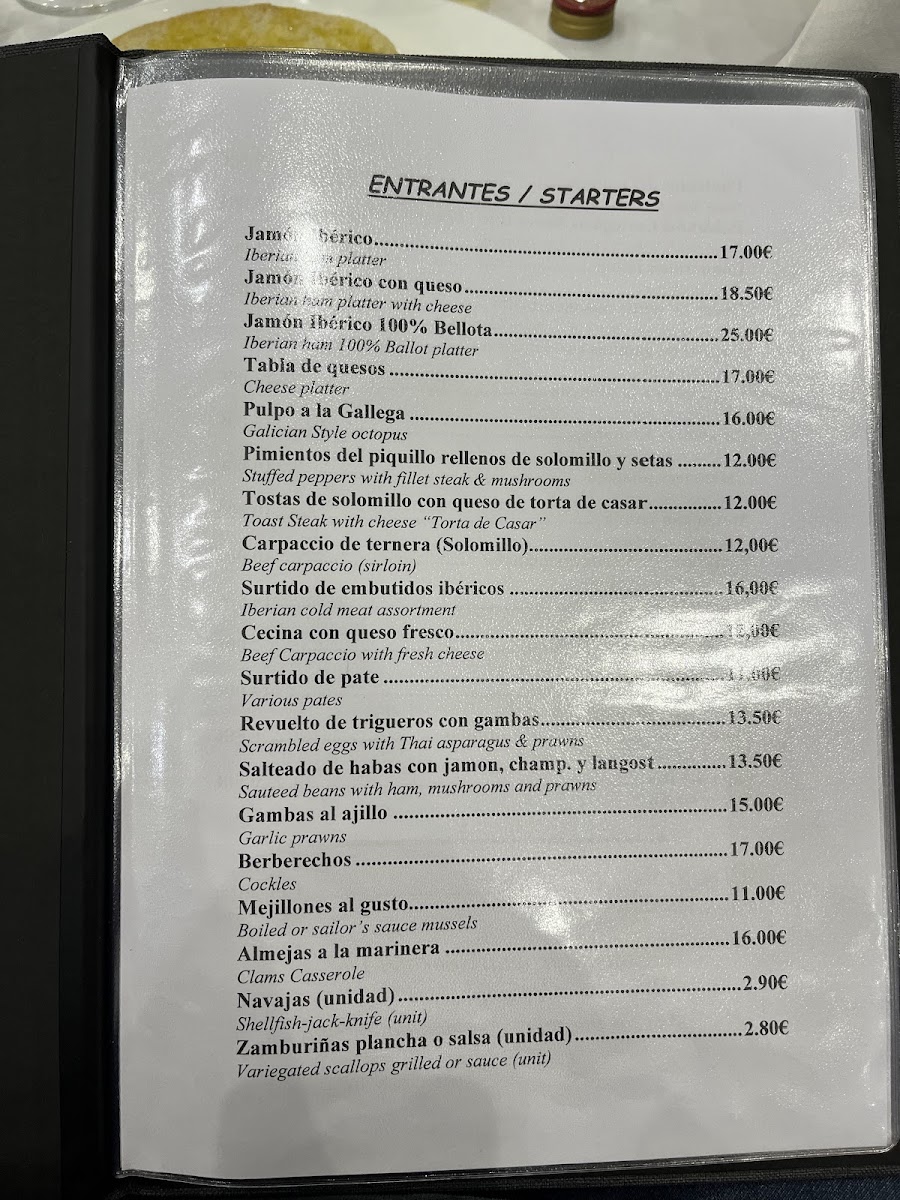 ENTRANTES / STARTERS
Jamón Ibérico......17.00€
Iberian ham platter
Jamón Ibérico con queso......18.50€
Iberian ham platter with cheese
Jamón Ibérico 100% Bellota......25.00€
Iberian ham 100% Ballot platter
Tabla de quesos......17.00€
Cheese platter
Pulpo a la Gallega......16.00€
Galician Style octopus
Pimientos del piquillo rellenos de solomillo y setas......12.00€
Stuffed peppers with fillet steak & mushrooms
Tostas de solomillo con queso de torta de casar......12.00€
Toast Steak with cheese “Torta de Casar”
Carpaccio de ternera (Solomillo)......12,00€
Beef carpaccio (sirloin)
Surtido de embutidos ibéricos......16,00€
Iberian cold meat assortment
Cecina con queso fresco......
Beef Carpaccio with fresh cheese
Surtido de pate......
Various pates
Revuelto de trigueros con gambas......13.50€
Scrambled eggs with Thai asparagus & prawns
Salteado de habas con jamon, champ. y langost......13.50€
Sauteed beans with ham, mushrooms and prawns
Gambas al ajillo......15.00€
Garlic prawns
Berberechos......17.00€
Cockles
Mejillones al gusto......11.00€
Boiled or sailor’s sauce mussels
Almejas a la marinera......16.00€
Clams Casserole
Navajas (unidad)......2.90€
Shellfish-jack-knife (unit)
Zamburiñas plancha o salsa (unidad)......2.80€
Variegated scallops grilled or sauce (unit)